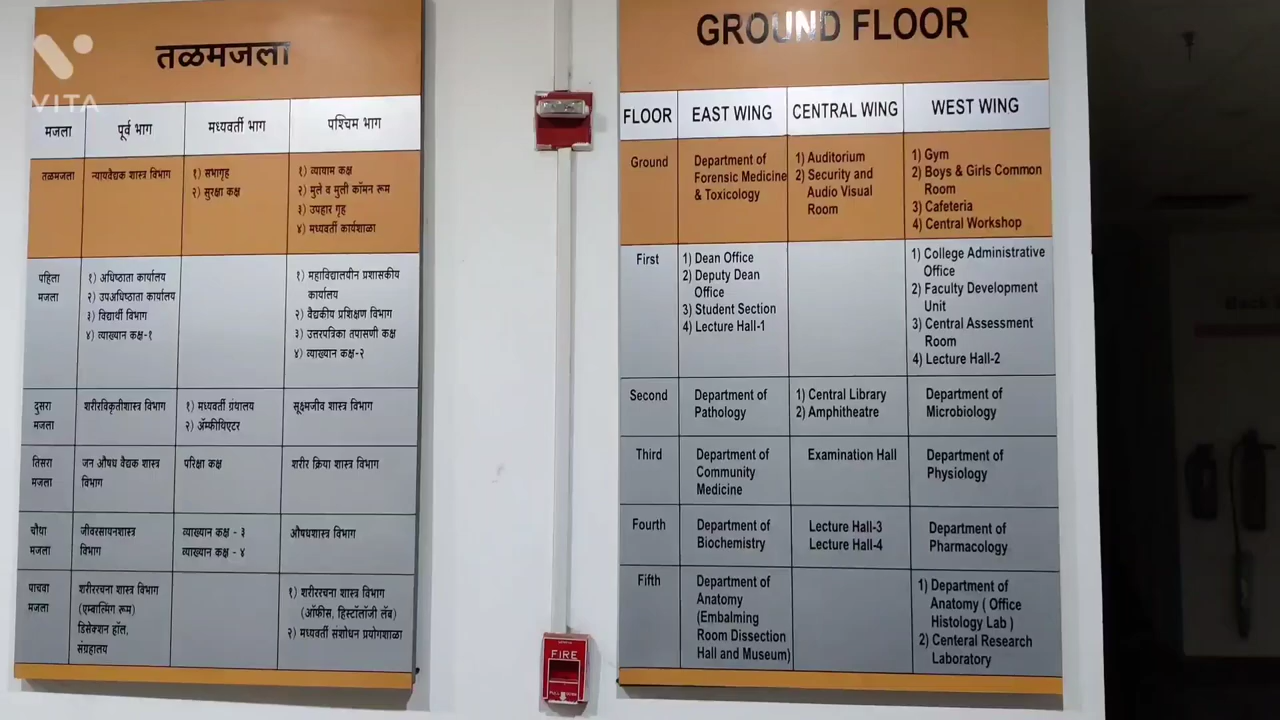 VITA
तळमजला
मजला
पूर्व भाग
मध्यवर्ती भाग
पश्चिम भाग
तळमजला
न्यायवैद्यक शास्त्र विभाग
१) सभागृह
२) सुरक्षा कक्ष
१) व्यायाम कक्ष
२) मुले व मुली कॉमन रूम
३) उपहार गृह
४) मध्यवर्ती कार्यशाळा
पहिला
मजला
१) अधिष्ठाता कार्यालय
२) उपअधिष्ठाता कार्यालय
३) विद्यार्थी विभाग
४) व्याख्यान कक्ष-१
१) महाविद्यालयीन प्रशासकीय
कार्यालय
२) वैद्यकीय प्रशिक्षण विभाग
३) उत्तरपत्रिका तपासणी कक्ष
४) व्याख्यान कक्ष-२
दुसरा
मजला
शरीरविकृतीशास्त्र विभाग
१) मध्यवर्ती ग्रंथालय
२) ॲम्फीथिएटर
सूक्ष्मजीव शास्त्र विभाग
तिसरा
मजला
जन औषध वैद्यक शास्त्र
विभाग
परिक्षा कक्ष
शरीर क्रिया शास्त्र विभाग
चौथा
मजला
जीवरसायनशास्त्र
विभाग
व्याख्यान कक्ष - ३
व्याख्यान कक्ष - ४
औषधशास्त्र विभाग
पाचवा
मजला
शरीररचना शास्त्र विभाग
(एम्बाल्मिंग रूम)
डिसेक्शन हॉल,
संग्रहालय
१) शरीररचना शास्त्र विभाग
(ऑफीस, हिस्टॉलॉजी लॅब)
२) मध्यवर्ती संशोधन प्रयोगशाळा
FIRE
GROUND FLOOR
FLOOR
EAST WING
CENTRAL WING
WEST WING
Ground
Department of
Forensic Medicine
& Toxicology
1) Auditorium
2) Security and
Audio Visual
Room
1) Gym
2) Boys & Girls Common
Room
3) Cafeteria
4) Central Workshop
First
1) Dean Office
2) Deputy Dean
Office
3) Student Section
4) Lecture Hall-1
1) College Administrative
Office
2) Faculty Development
Unit
3) Central Assessment
Room
4) Lecture Hall-2
Second
Department of
Pathology
1) Central Library
2) Amphitheatre
Department of
Microbiology
Third
Department of
Community
Medicine
Examination Hall
Department of
Physiology
Fourth
Department of
Biochemistry
Lecture Hall-3
Lecture Hall-4
Department of
Pharmacology
Fifth
Department of
Anatomy
(Embalming
Room Dissection
Hall and Museum)
1) Department of
Anatomy ( Office
Histology Lab )
2) Centeral Research
Laboratory